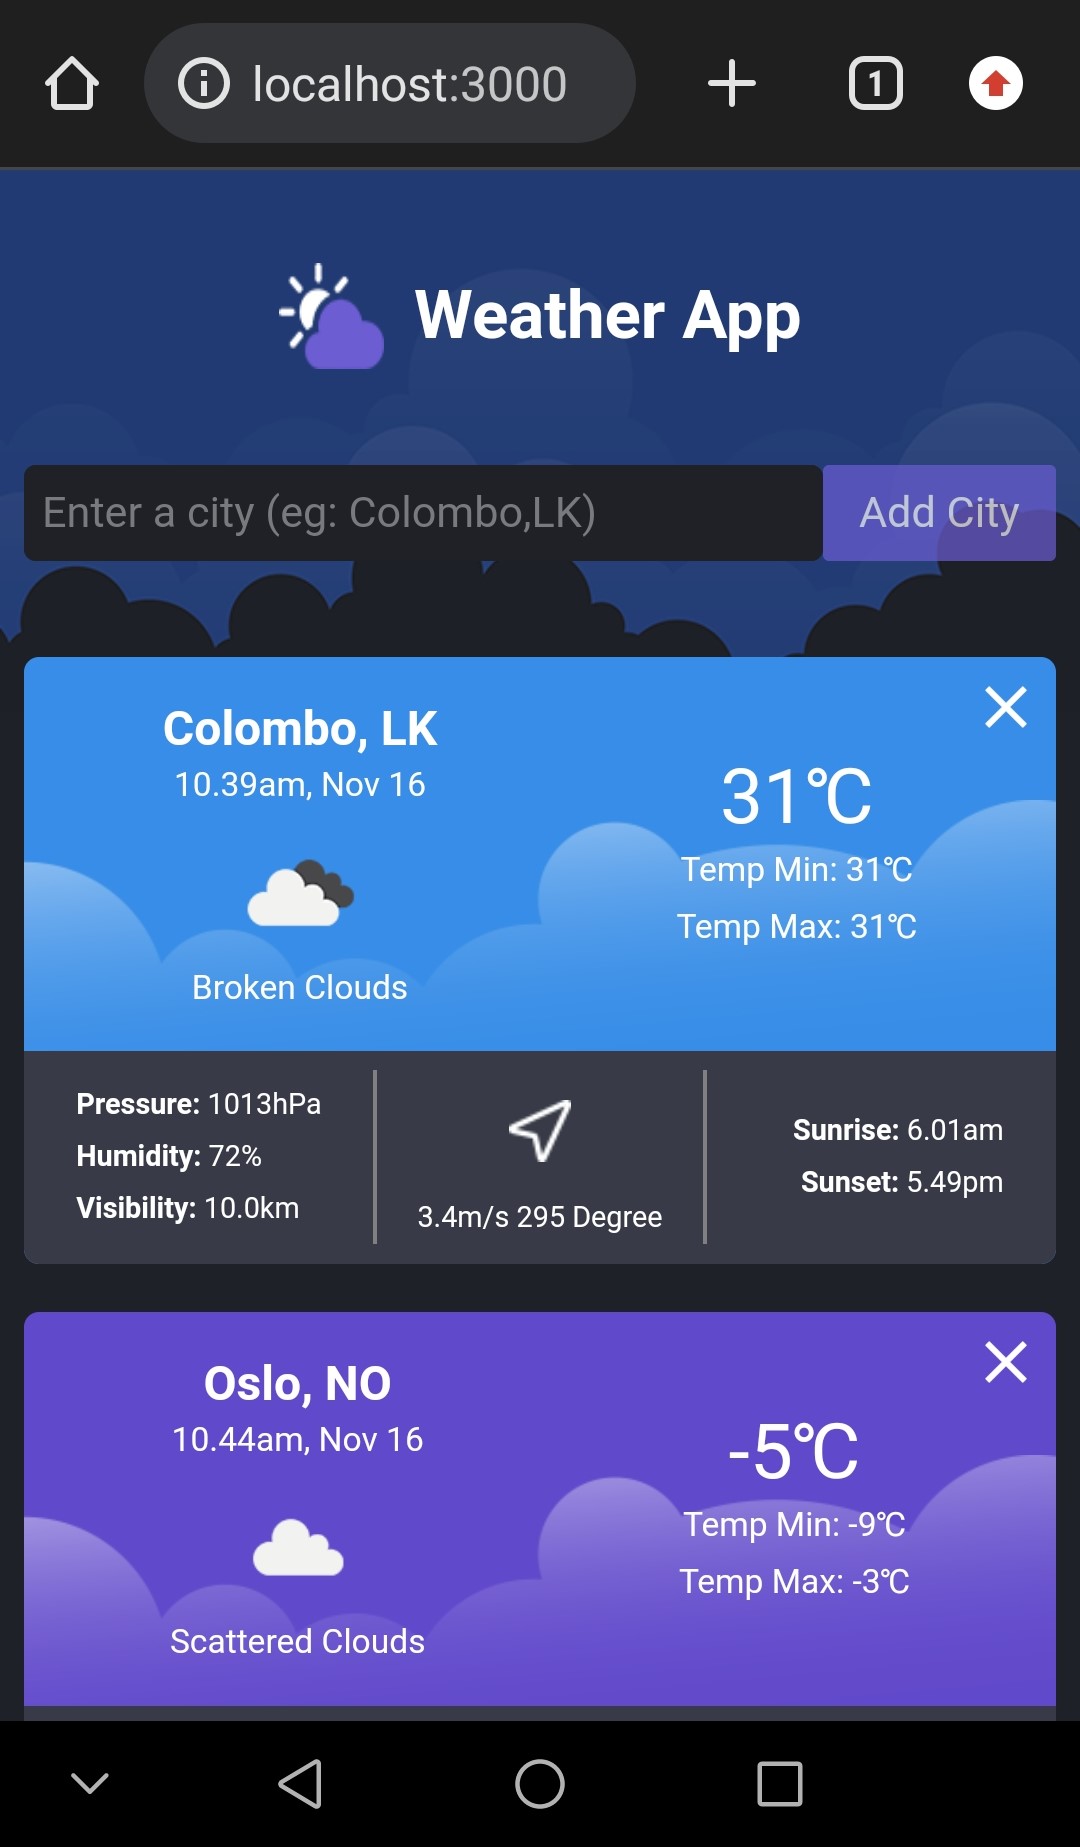 localhost:3000
1
Weather App
Enter a city (eg: Colombo,LK)
Add City
Colombo, LK
10.39am, Nov 16
Broken Clouds
31℃
Temp Min: 31℃
Temp Max: 31℃
Pressure: 1013hPa
Humidity: 72%
Visibility: 10.0km
3.4m/s 295 Degree
Sunrise: 6.01am
Sunset: 5.49pm
Oslo, NO
10.44am, Nov 16
Scattered Clouds
-5℃
Temp Min: -9℃
Temp Max: -3℃